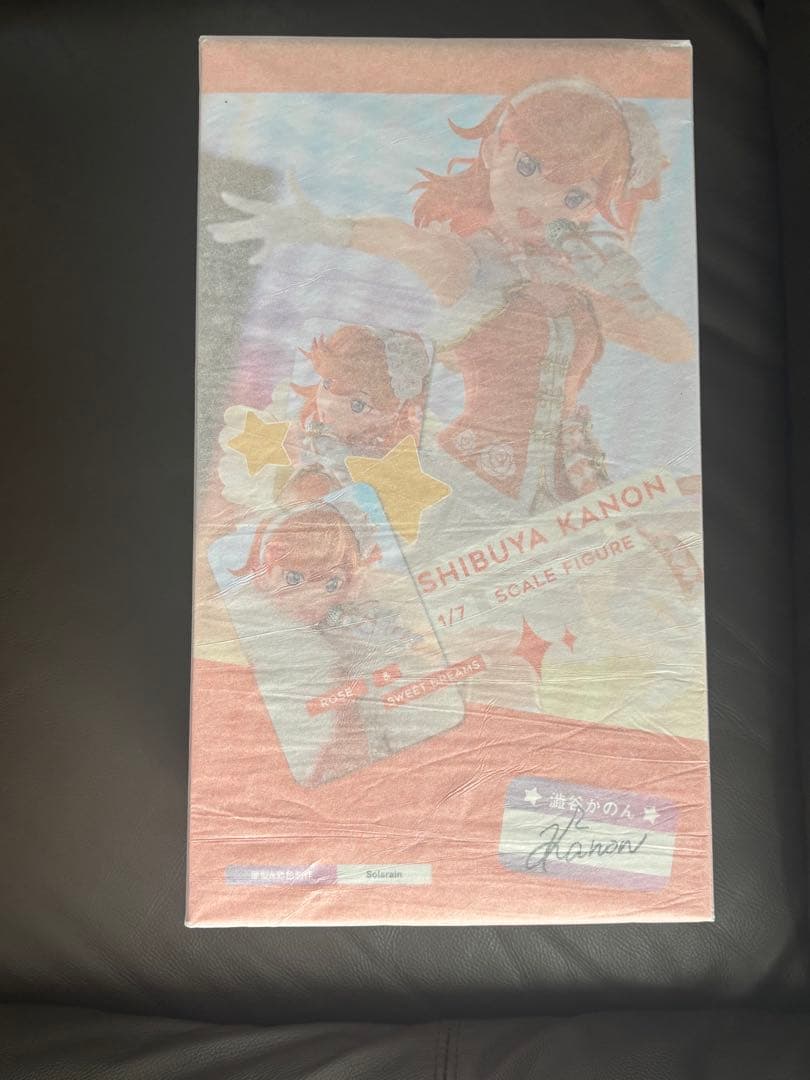 SHIBUYA KANON
1/7 SCALE FIGURE
ROSE & SWEET DREAMS
澁谷かのん
Kanon
Solarain